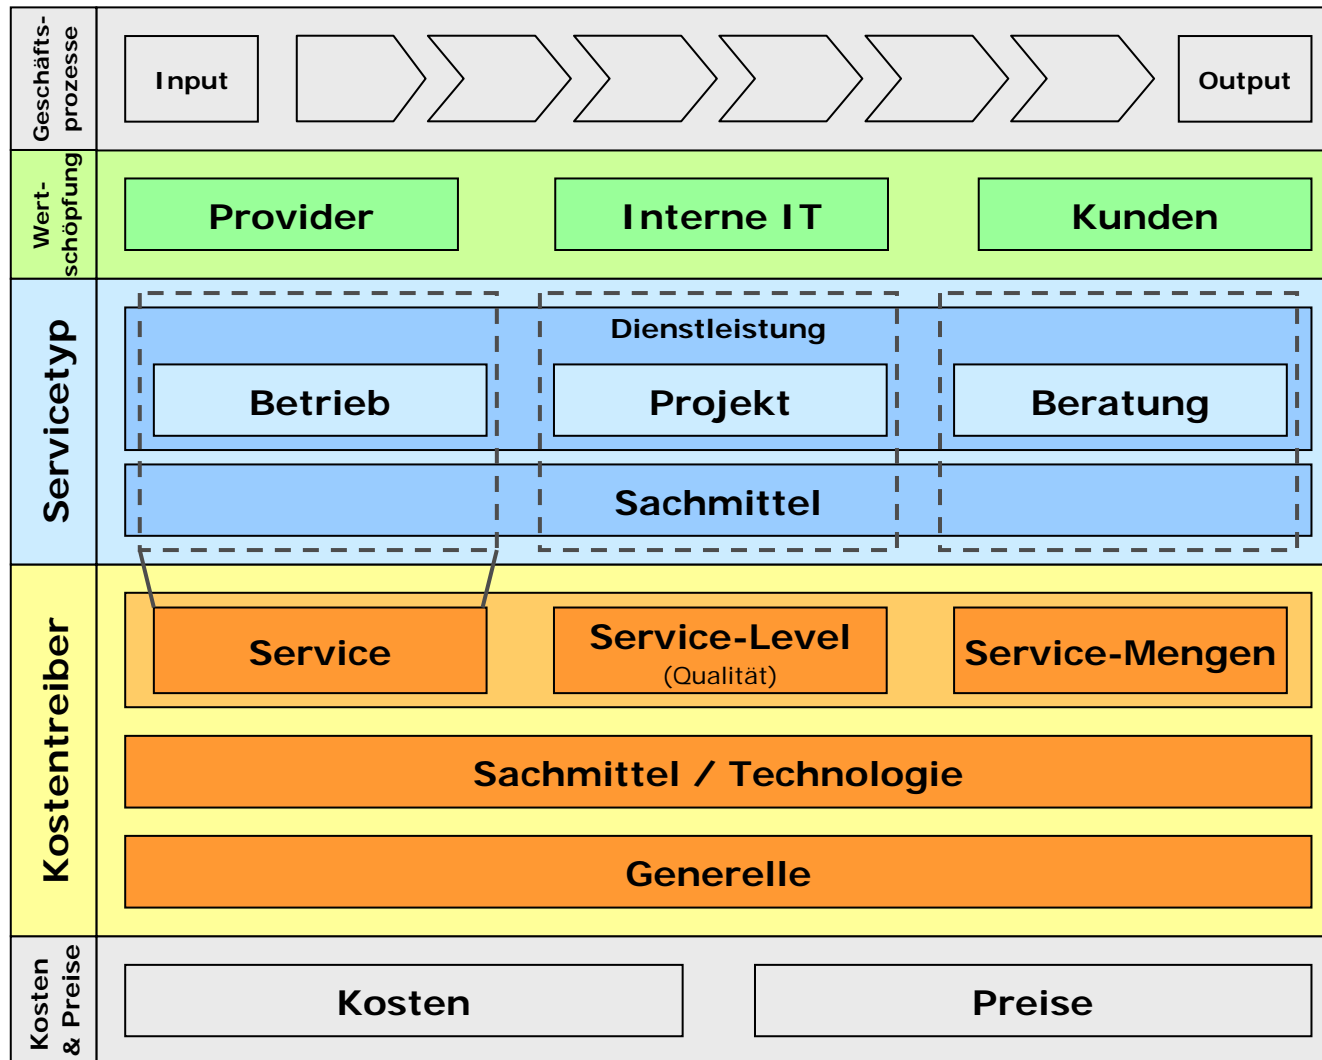 Geschäfts-
prozesse
Input
Output
Wert-
schöpfung
Provider
Interne IT
Kunden
Servicetyp
Dienstleistung
Betrieb
Projekt
Beratung
Sachmittel
Kostentreiber
Service
Service-Level
(Qualität)
Service-Mengen
Sachmittel / Technologie
Generelle
Kosten
& Preise
Kosten
Preise